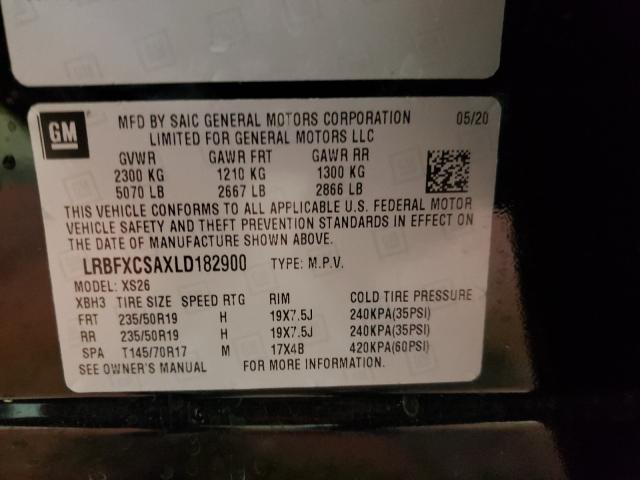 GM
MFD BY SAIC GENERAL MOTORS CORPORATION 05/20
LIMITED FOR GENERAL MOTORS LLC
GVWR GAWR FRT GAWR RR
2300 KG 1210 KG 1300 KG
5070 LB 2667 LB 2866 LB
THIS VEHICLE CONFORMS TO ALL APPLICABLE U.S. FEDERAL MOTOR
VEHICLE SAFETY AND THEFT PREVENTION STANDARDS IN EFFECT ON
THE DATE OF MANUFACTURE SHOWN ABOVE.
LRBFXCSAXLD182900 TYPE: M.P.V.
MODEL: XS26
XBH3 TIRE SIZE SPEED RTG RIM COLD TIRE PRESSURE
FRT 235/50R19 H 19X7.5J 240KPA(35PSI)
RR 235/50R19 H 19X7.5J 240KPA(35PSI)
SPA T145/70R17 M 17X4B 420KPA(60PSI)
SEE OWNER'S MANUAL FOR MORE INFORMATION.